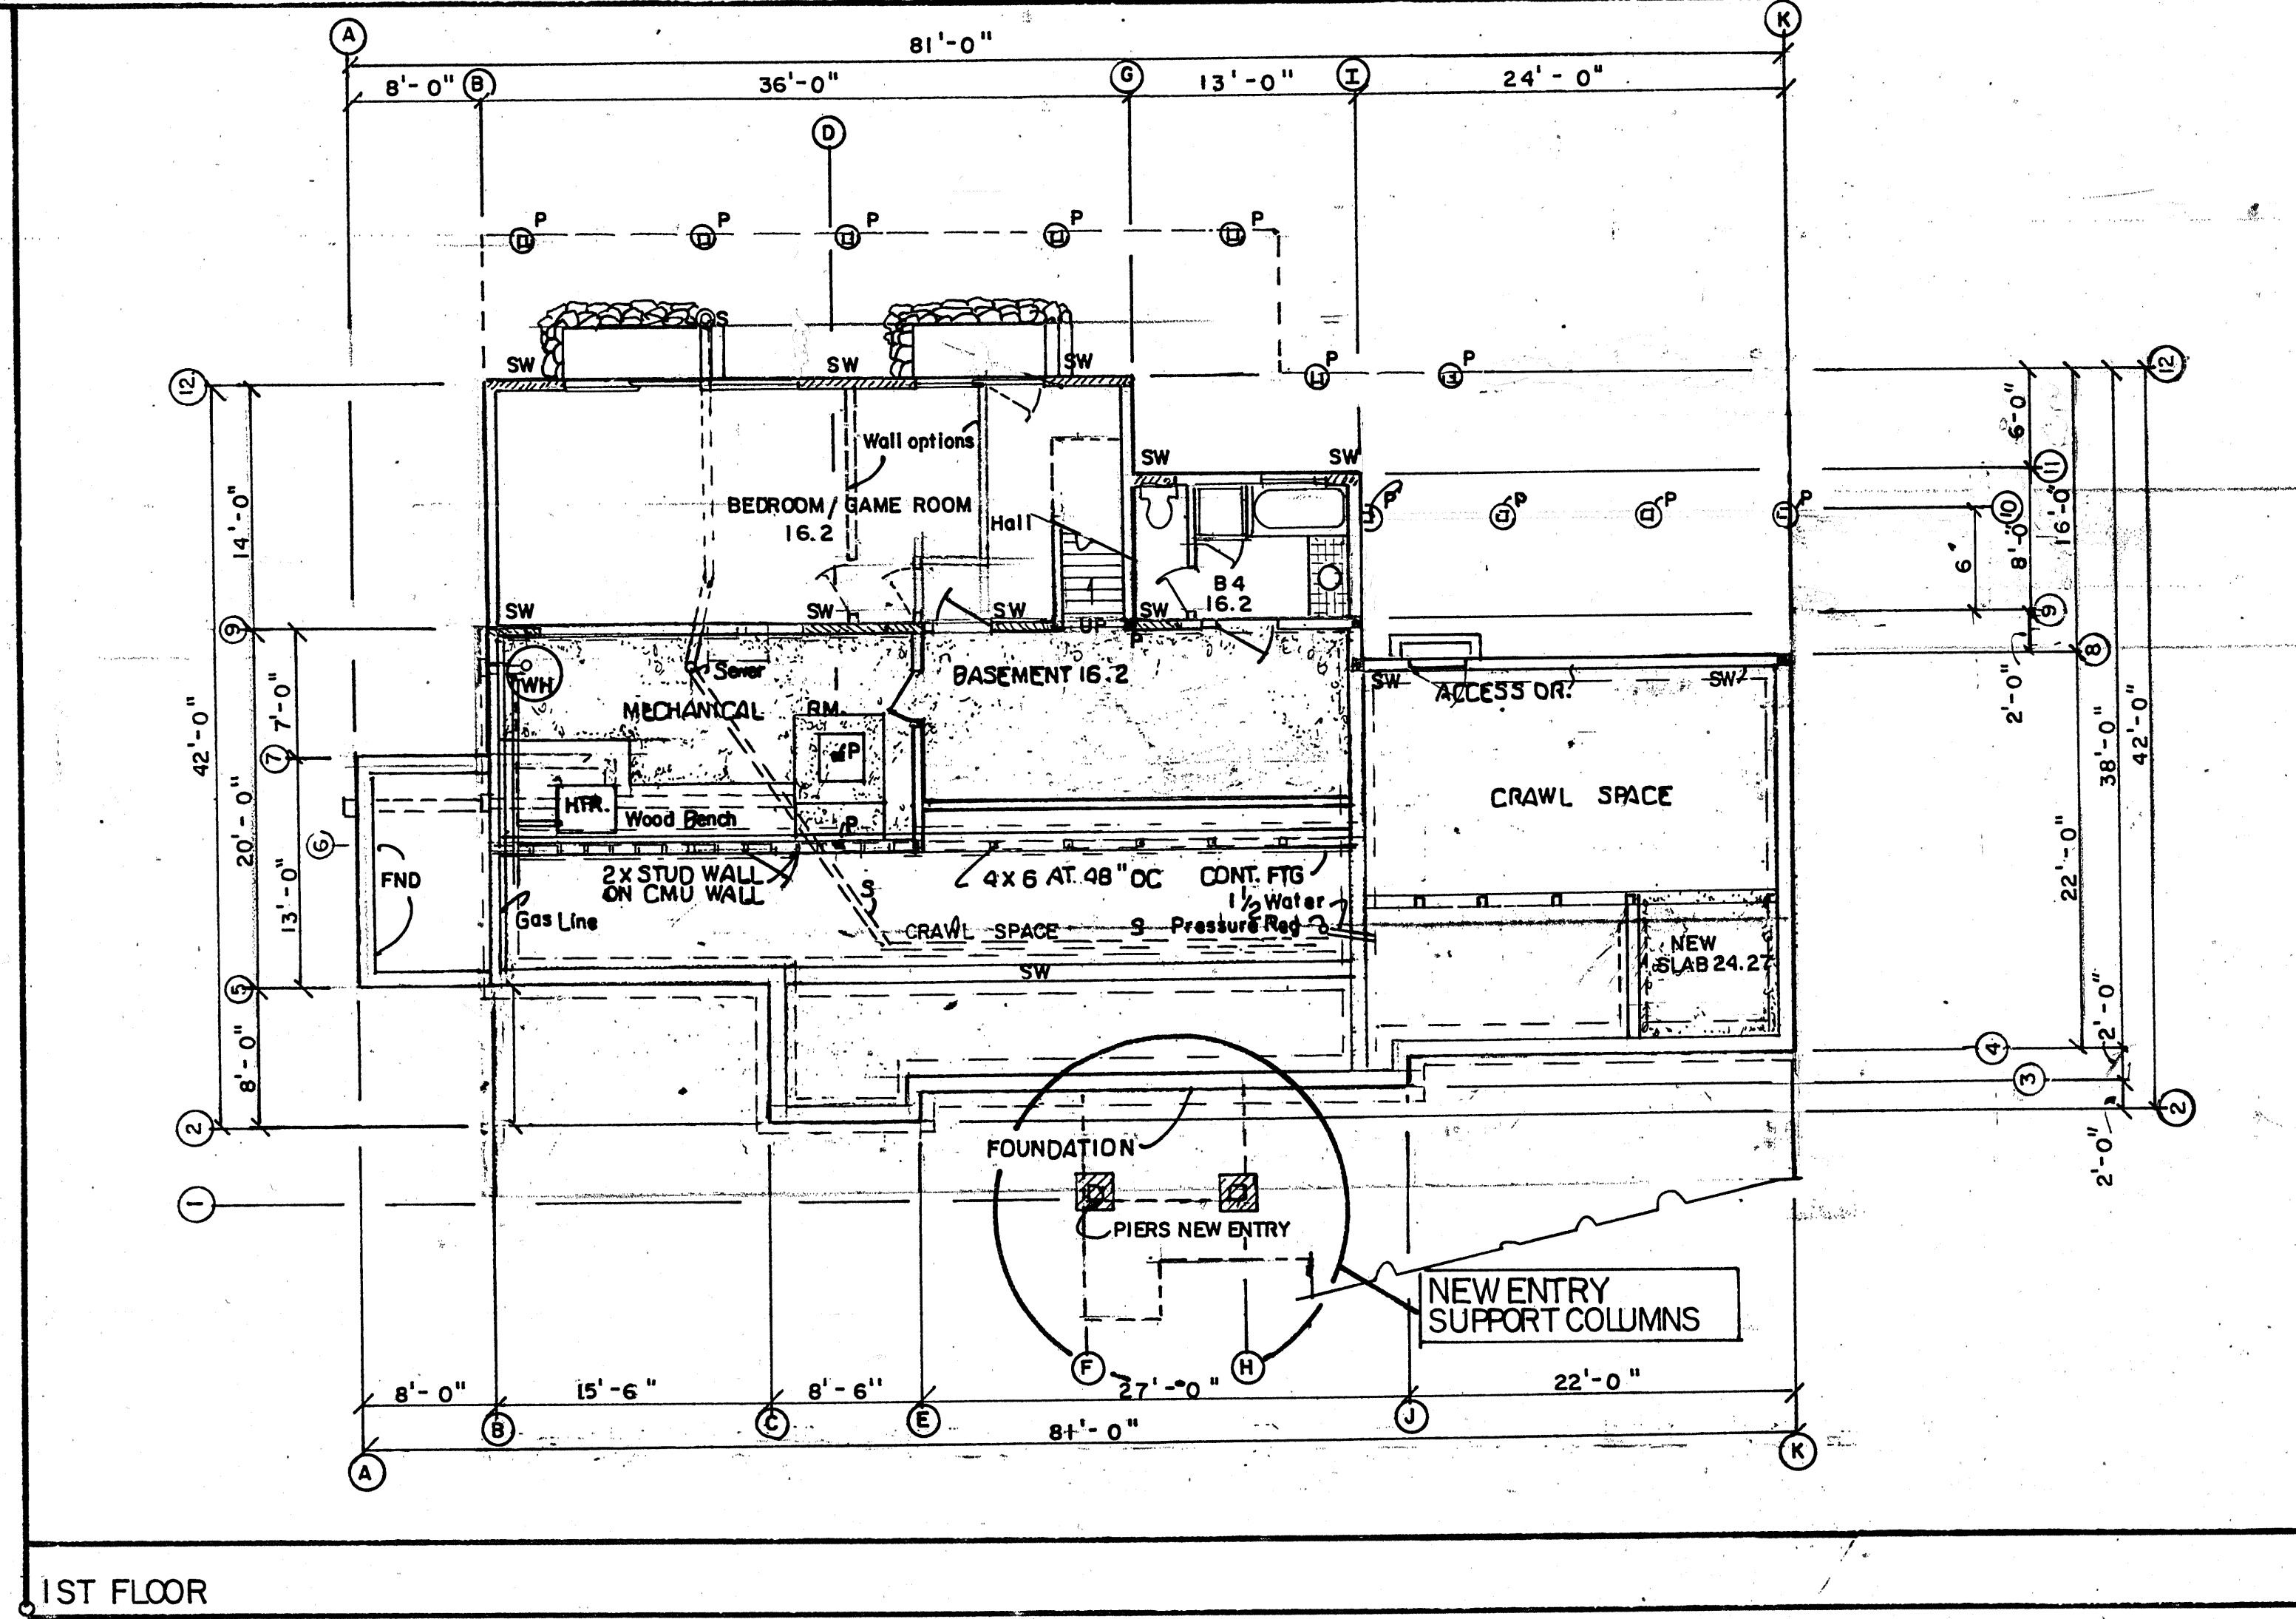 A
K
81'-0"
8'-0"
B
36'-0"
G
13'-0"
I
24'-0"
D
P
P
P
P
P
S
SW
SW
SW
P
P
12
12
6'-0"
Wall options
SW
SW
11
BEDROOM/GAME ROOM
16.2
Hall
P
P
P
P
10
14'-0"
16'-0"
8'-0"
6'
B4
16.2
SW
SW
SW
SW
UP
P
9
9
8
2'-0"
WH
Sewer
BASEMENT 16.2
MECHANICAL RM.
SW
ACCESS DR.
SW
42'-0"
7'-0"
7
P
38'-0"
42'-0"
HTR.
Wood Bench
P
CRAWL SPACE
20'-0"
6
13'-0"
FND
2X STUD WALL
ON CMU WALL
4X6 AT 48"OC
CONT. FTG
22'-0"
S
1½ Water
Pressure Reg
Gas Line
CRAWL SPACE
S
NEW
SLAB 24.27
SW
5
8'-0"
2'-0"
4
3
2
2
2'-0"
FOUNDATION
1
PIERS NEW ENTRY
NEW ENTRY
SUPPORT COLUMNS
F
H
8'-0"
15'-6"
8'-6"
27'-0"
22'-0"
B
C
E
J
81'-0"
A
K
1ST FLOOR